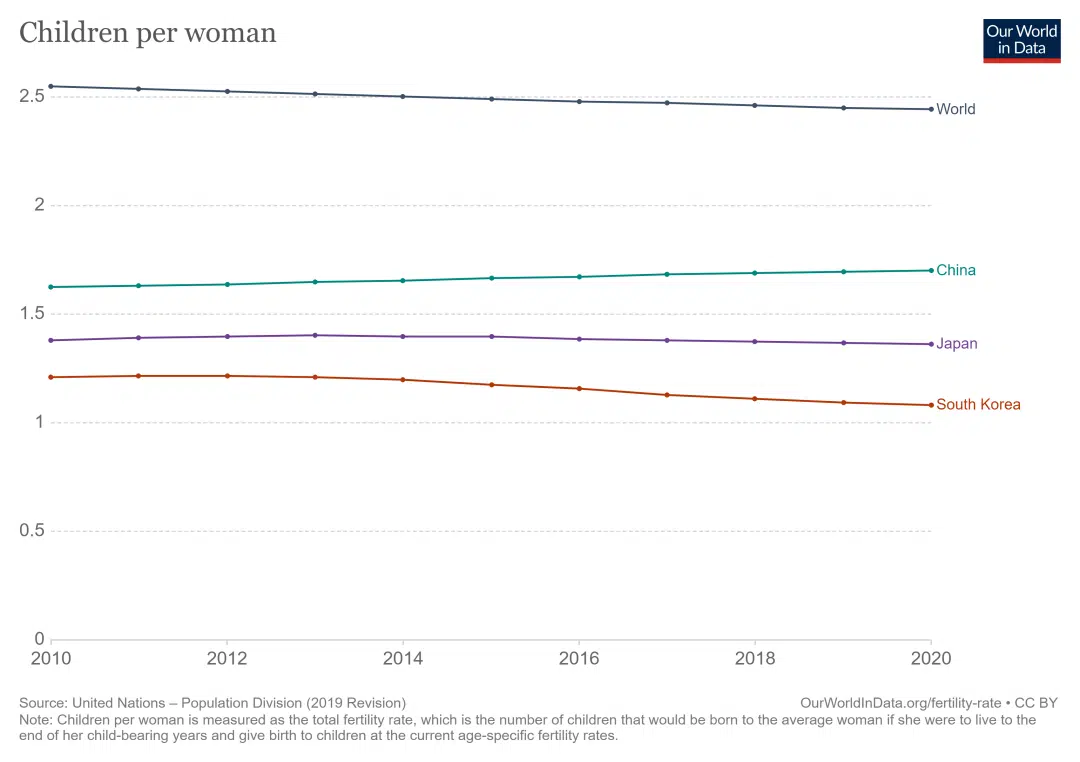 Children per woman
Our World
in Data
2.5
World
2
China
1.5
Japan
South Korea
1
0.5
0
2010 2012 2014 2016 2018 2020
Source: United Nations – Population Division (2019 Revision)
OurWorldInData.org/fertility-rate • CC BY
Note: Children per woman is measured as the total fertility rate, which is the number of children that would be born to the average woman if she were to live to the
end of her child-bearing years and give birth to children at the current age-specific fertility rates.